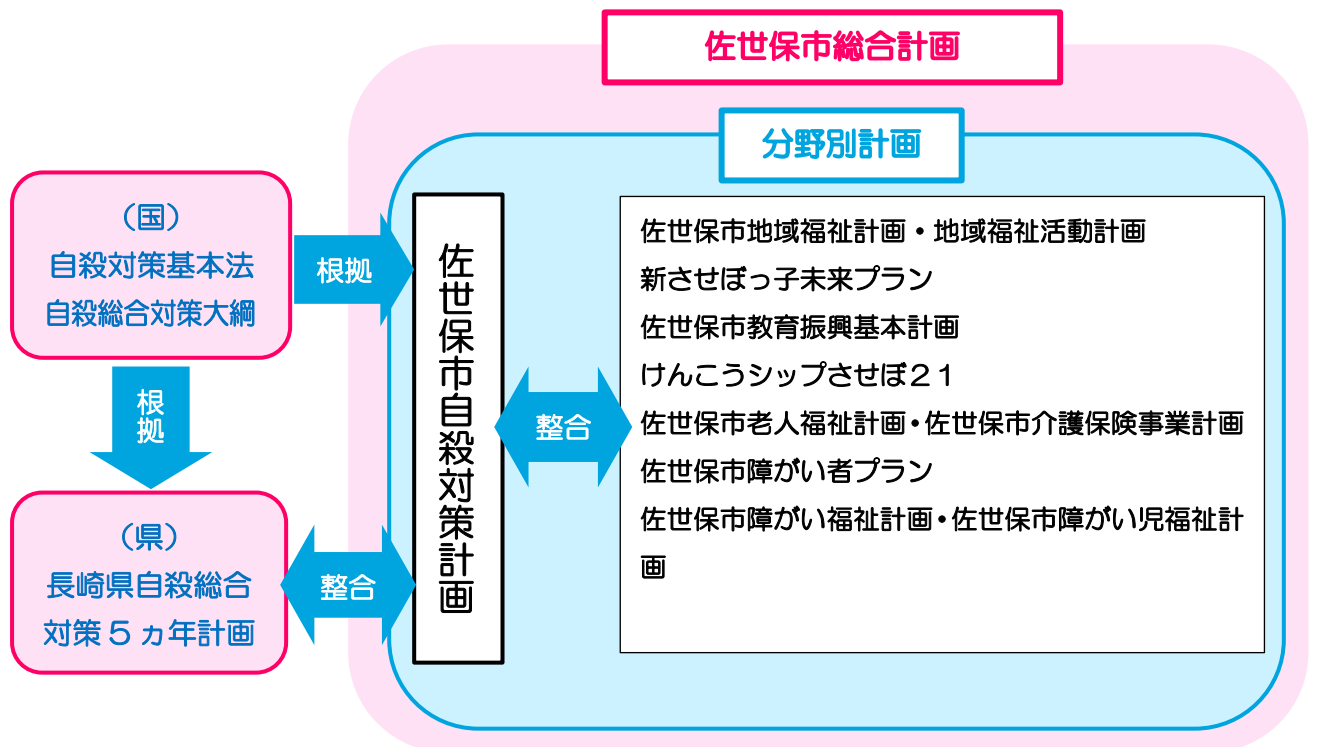 佐世保市総合計画
分野別計画
（国）
自殺対策基本法
自殺総合対策大綱
根拠
根拠
（県）
長崎県自殺総合
対策５ヵ年計画
整合
佐世保市自殺対策計画
整合
佐世保市地域福祉計画・地域福祉活動計画
新させぼっ子未来プラン
佐世保市教育振興基本計画
けんこうシップさせぼ２１
佐世保市老人福祉計画・佐世保市介護保険事業計画
佐世保市障がい者プラン
佐世保市障がい福祉計画・佐世保市障がい児福祉計
画